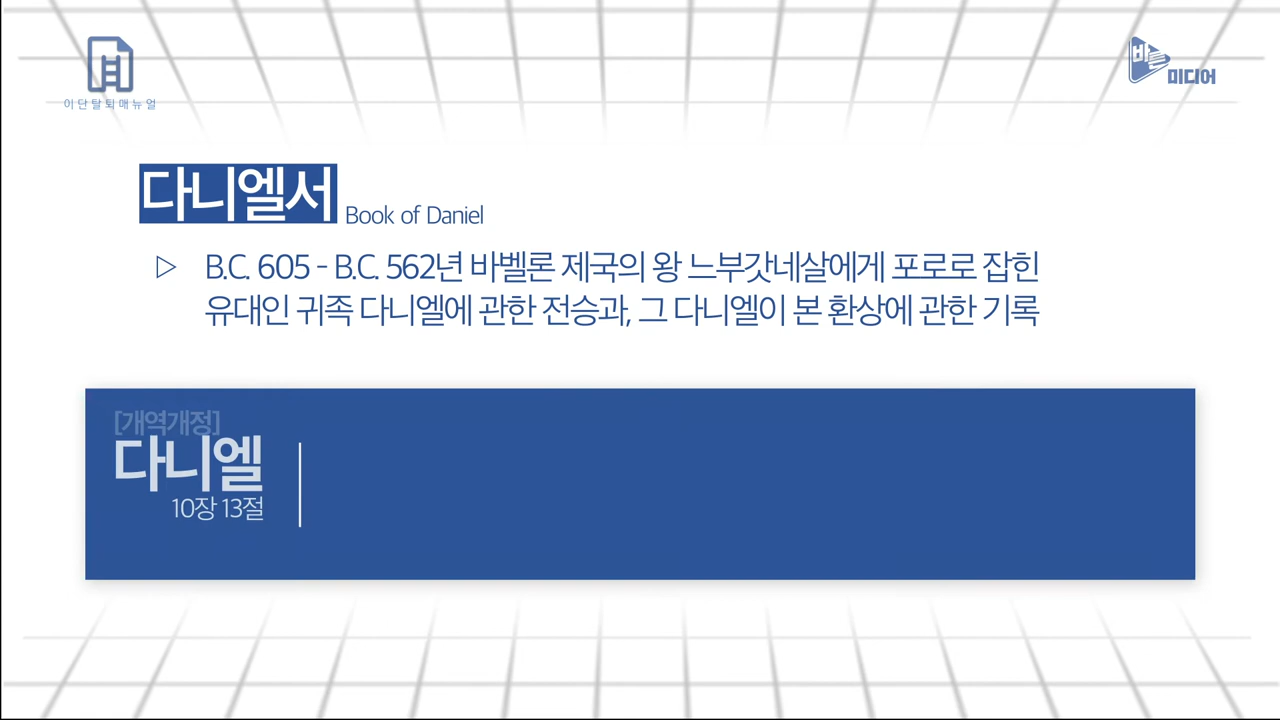 이단탈퇴매뉴얼
바른
미디어
다니엘서 Book of Daniel
▷ B.C. 605 - B.C. 562년 바벨론 제국의 왕 느부갓네살에게 포로로 잡힌
유대인 귀족 다니엘에 관한 전승과, 그 다니엘이 본 환상에 관한 기록
[개역개정]
다니엘
10장 13절